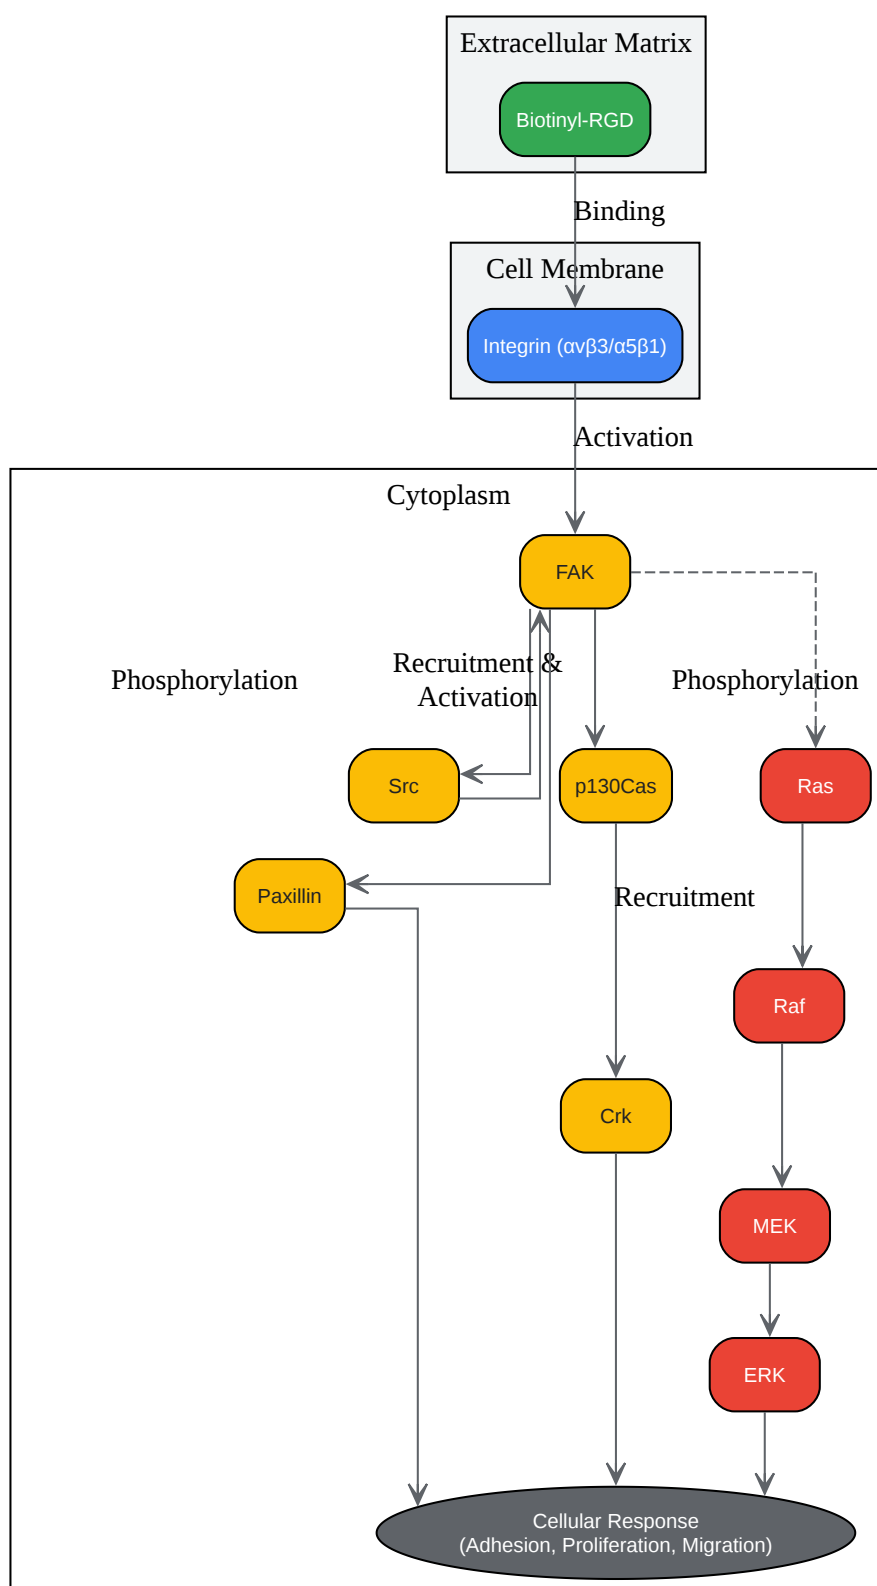 Extracellular Matrix
Biotinyl-RGD
Binding
Cell Membrane
Integrin (αvβ3/α5β1)
Activation
Cytoplasm
FAK
Phosphorylation
Recruitment &
Activation
Phosphorylation
Src
p130Cas
Ras
Paxillin
Recruitment
Raf
Crk
MEK
ERK
Cellular Response
(Adhesion, Proliferation, Migration)